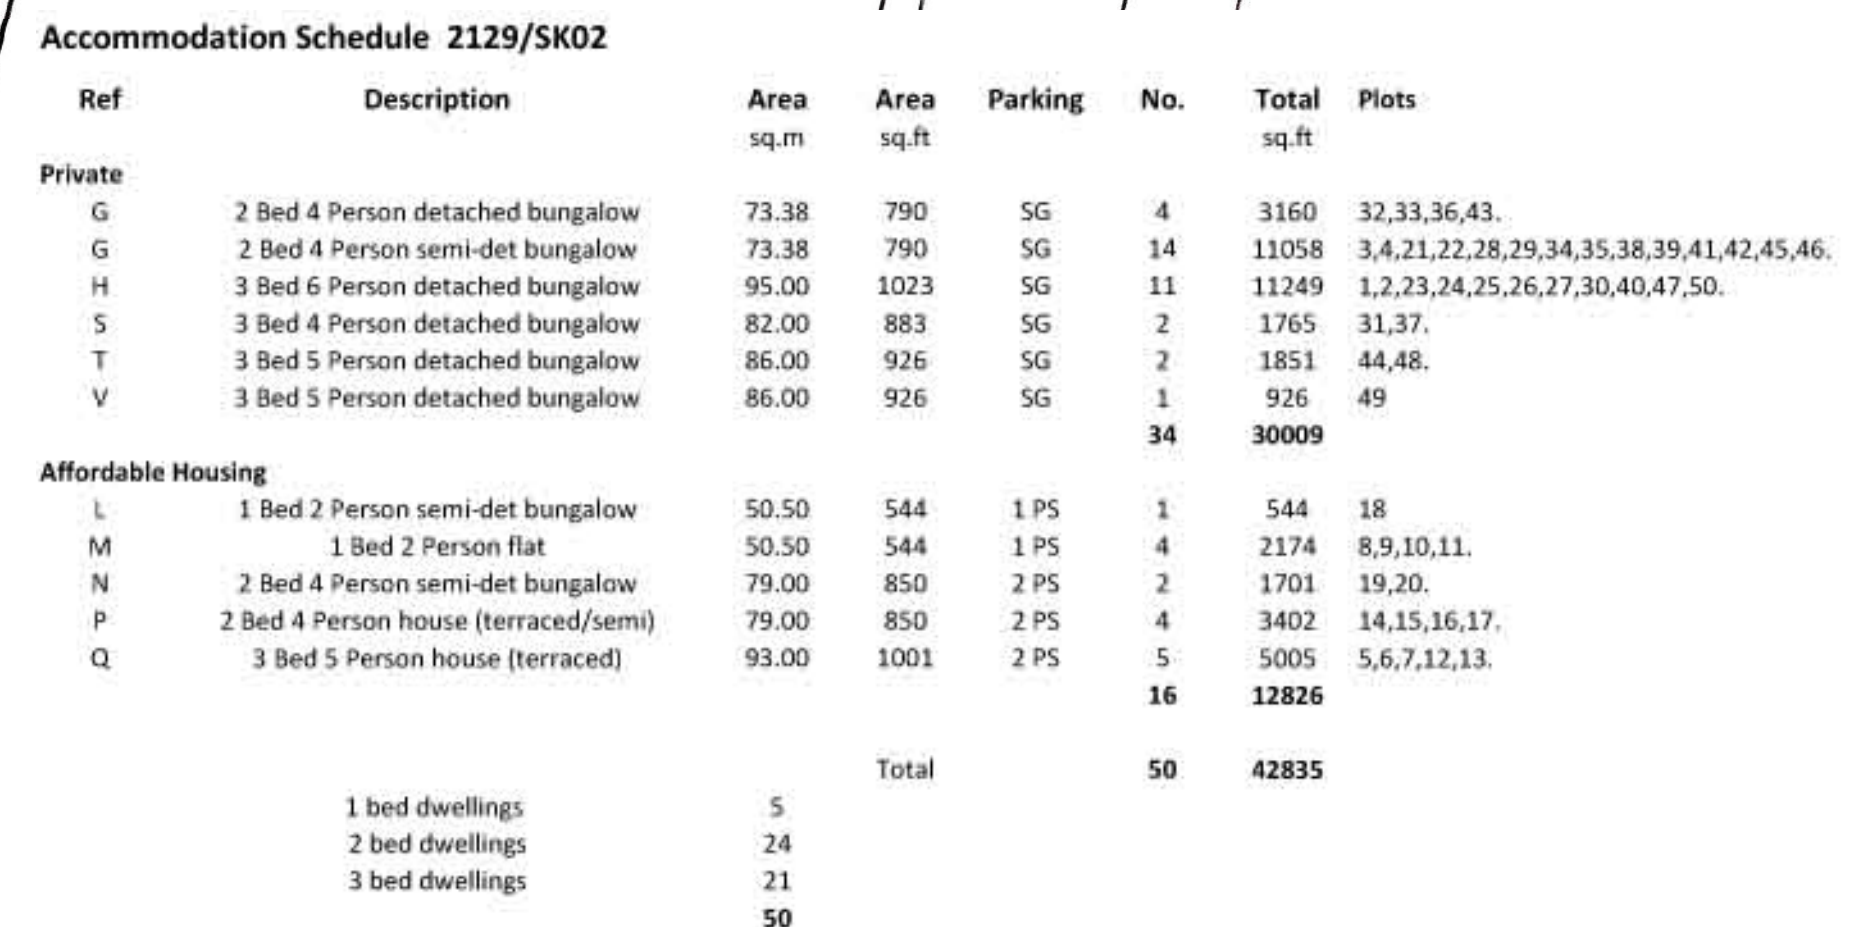 Accommodation Schedule 2129/SK02
Ref Description Area Area Parking No. Total Plots
sq.m sq.ft sq.ft
Private
G 2 Bed 4 Person detached bungalow 73.38 790 SG 4 3160 32,33,36,43.
G 2 Bed 4 Person semi-det bungalow 73.38 790 SG 14 11058 3,4,21,22,28,29,34,35,38,39,41,42,45,46.
H 3 Bed 6 Person detached bungalow 95.00 1023 SG 11 11249 1,2,23,24,25,26,27,30,40,47,50.
S 3 Bed 4 Person detached bungalow 82.00 883 SG 2 1765 31,37.
T 3 Bed 5 Person detached bungalow 86.00 926 SG 2 1851 44,48.
V 3 Bed 5 Person detached bungalow 86.00 926 SG 1 926 49
34 30009
Affordable Housing
L 1 Bed 2 Person semi-det bungalow 50.50 544 1 PS 1 544 18
M 1 Bed 2 Person flat 50.50 544 1 PS 4 2174 8,9,10,11.
N 2 Bed 4 Person semi-det bungalow 79.00 850 2 PS 2 1701 19,20.
P 2 Bed 4 Person house (terraced/semi) 79.00 850 2 PS 4 3402 14,15,16,17.
Q 3 Bed 5 Person house (terraced) 93.00 1001 2 PS 5 5005 5,6,7,12,13.
16 12826
Total 50 42835
1 bed dwellings 5
2 bed dwellings 24
3 bed dwellings 21
50